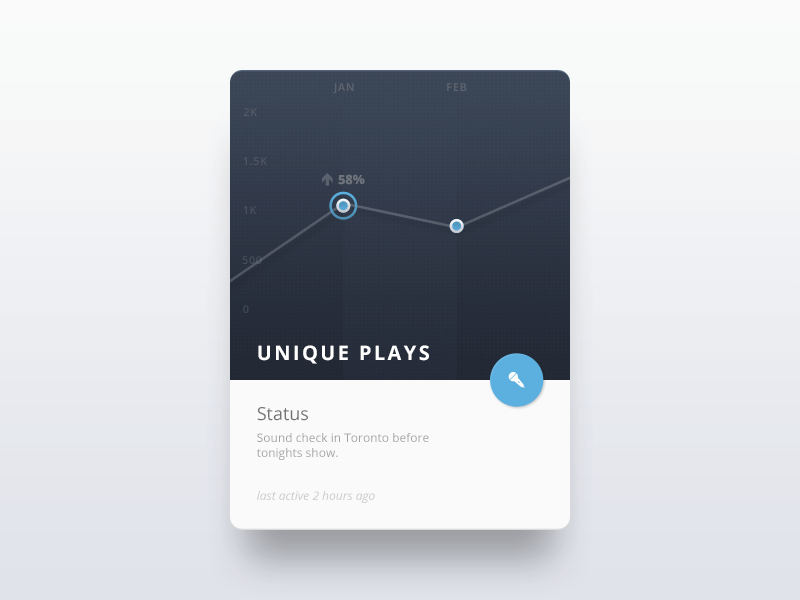 JAN FEB
2K
1.5K
58%
1K
500
0
UNIQUE PLAYS
Status
Sound check in Toronto before
tonights show.
last active 2 hours ago